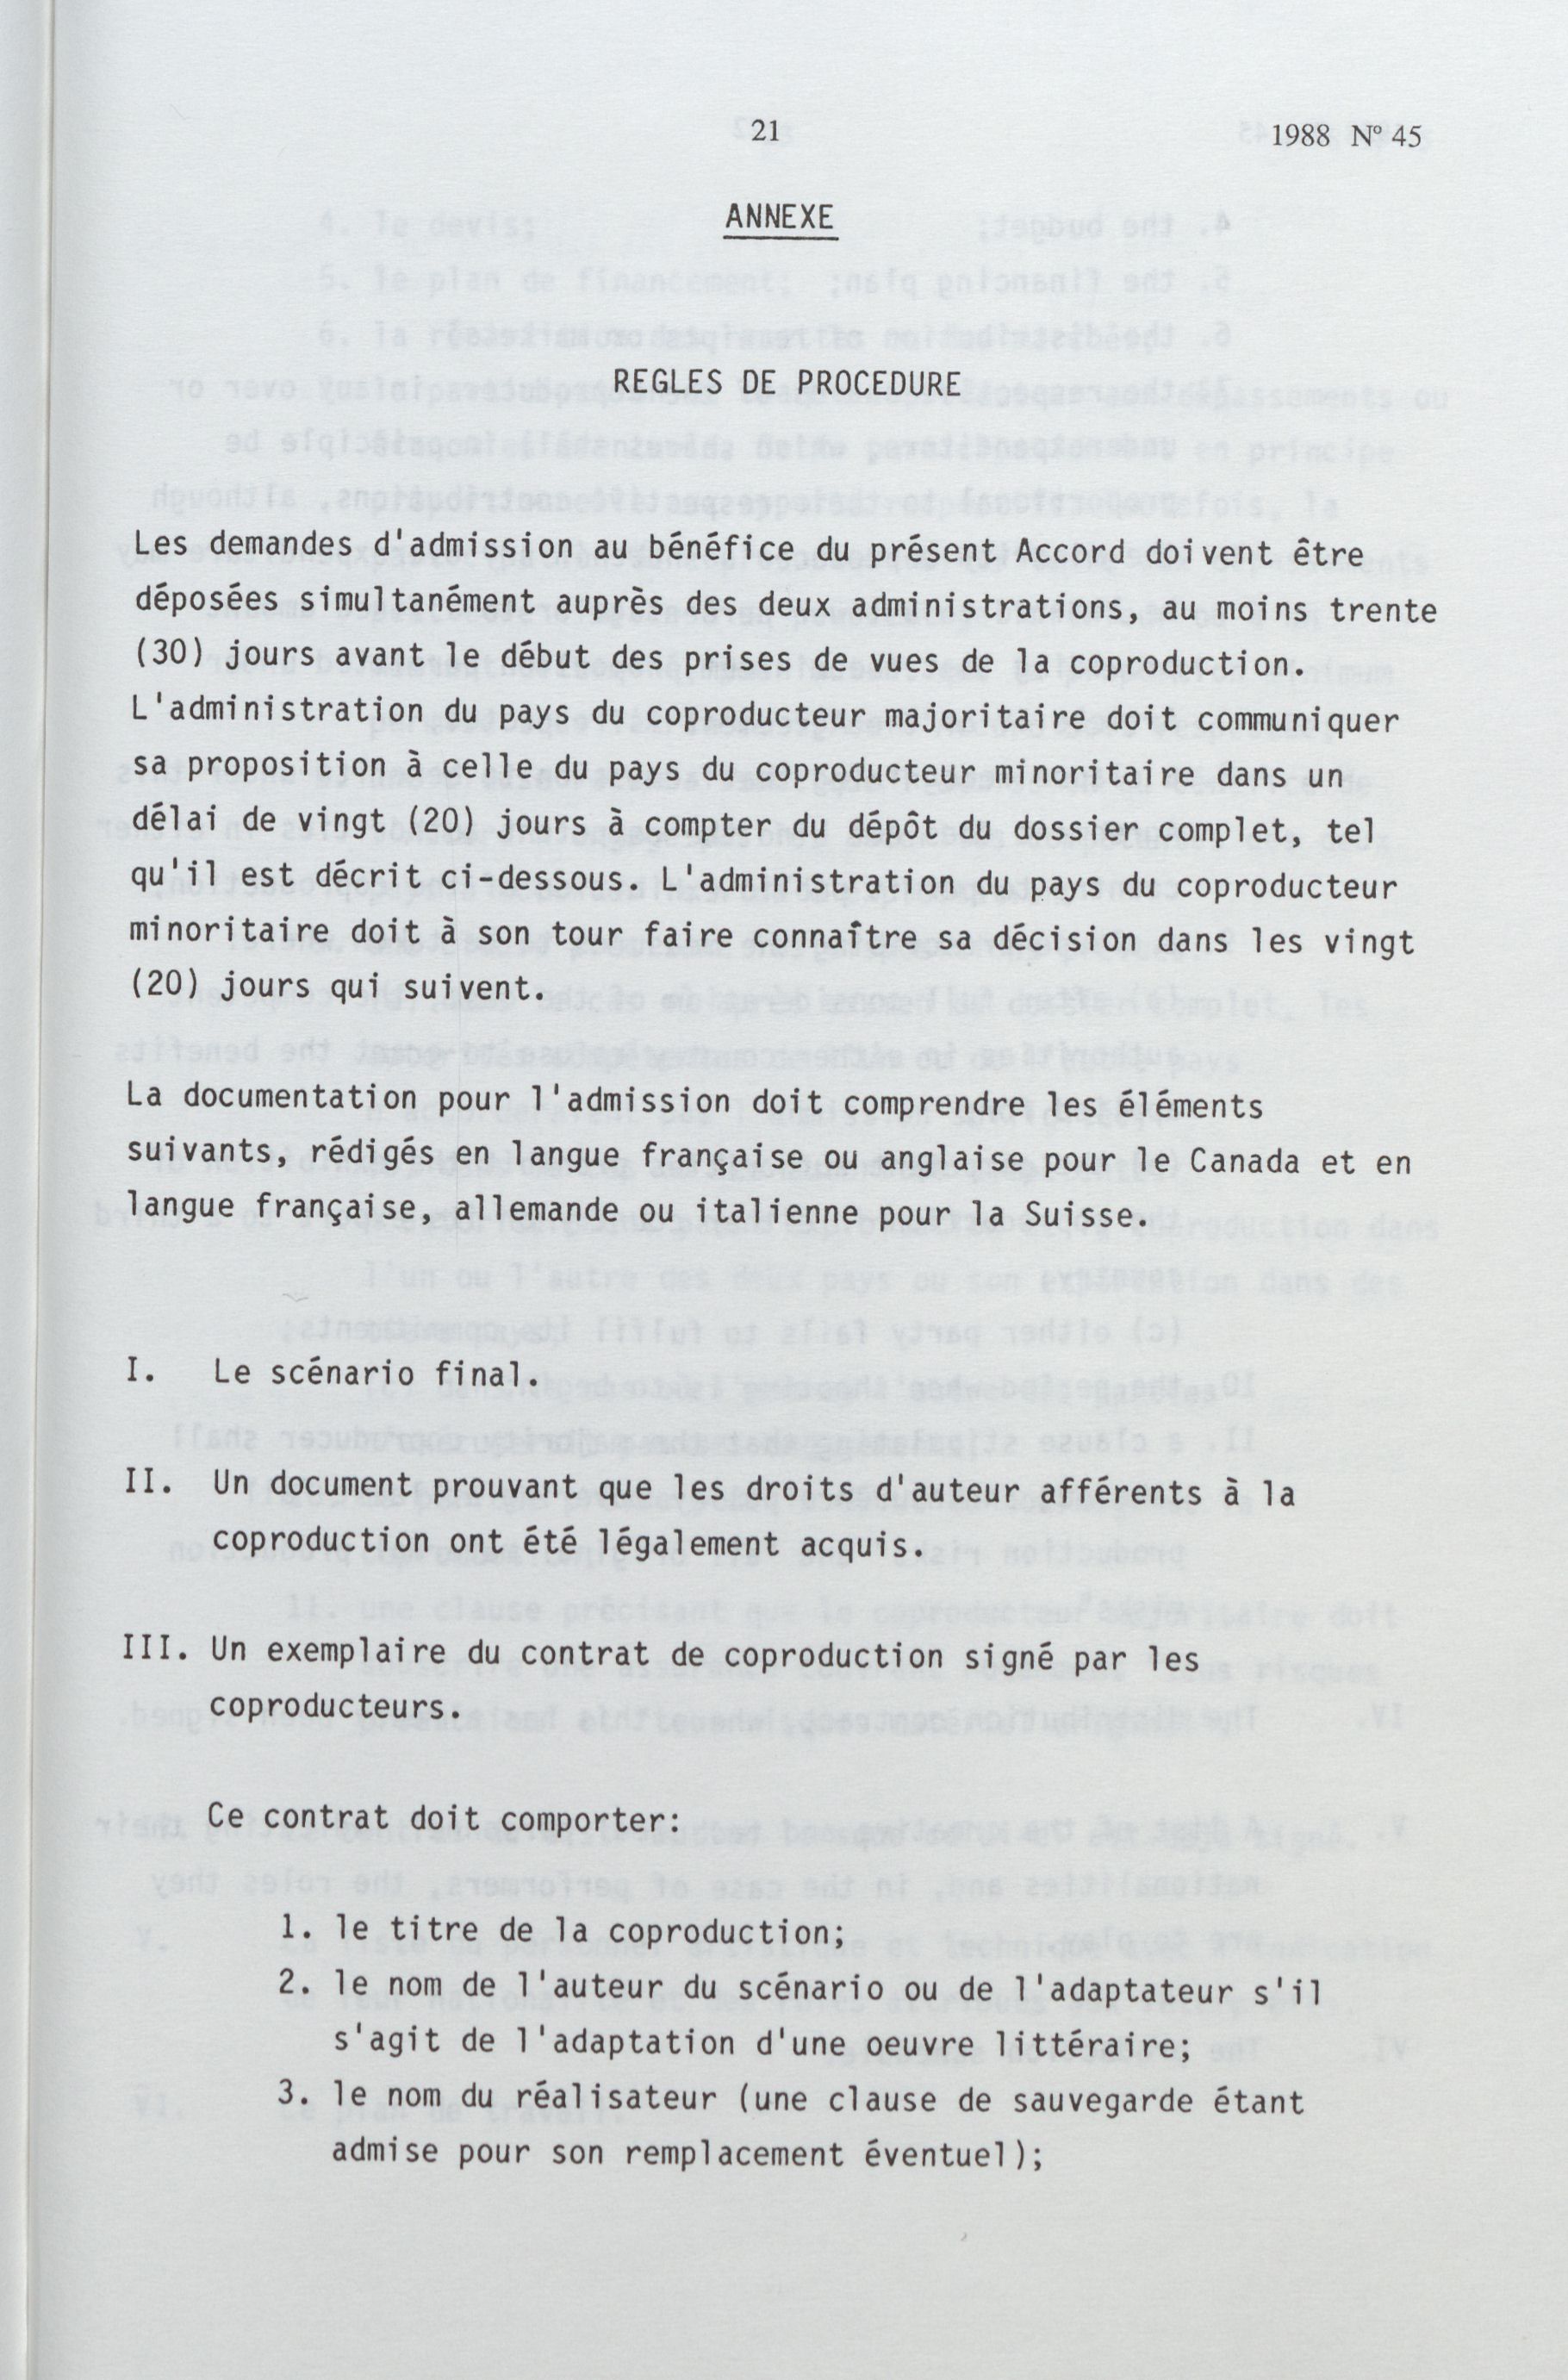 21
1988 Nº 45
ANNEXE
REGLES DE PROCEDURE
Les demandes d'admission au bénéfice du présent Accord doivent être
déposées simultanément auprès des deux administrations, au moins trente
(30) jours avant le début des prises de vues de la coproduction.
L'administration du pays du coproducteur majoritaire doit communiquer
sa proposition à celle du pays du coproducteur minoritaire dans un
délai de vingt (20) jours à compter du dépôt du dossier complet, tel
qu'il est décrit ci-dessous. L'administration du pays du coproducteur
minoritaire doit à son tour faire connaître sa décision dans les vingt
(20) jours qui suivent.
La documentation pour l'admission doit comprendre les éléments
suivants, rédigés en langue française ou anglaise pour le Canada et en
langue française, allemande ou italienne pour la Suisse.
I. Le scénario final.
II. Un document prouvant que les droits d'auteur afférents à la
coproduction ont été légalement acquis.
III. Un exemplaire du contrat de coproduction signé par les
coproducteurs.
Ce contrat doit comporter:
1. le titre de la coproduction;
2. le nom de l'auteur du scénario ou de l'adaptateur s'il
s'agit de l'adaptation d'une oeuvre littéraire;
3. le nom du réalisateur (une clause de sauvegarde étant
admise pour son remplacement éventuel);